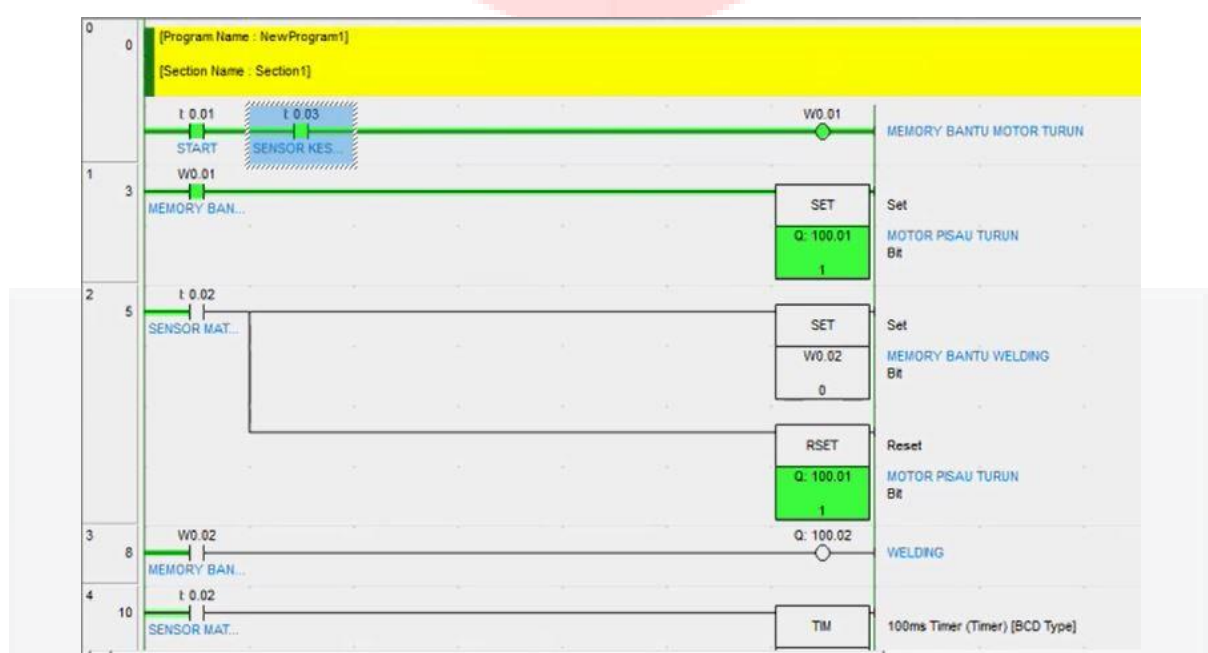 0
0
[Program Name : NewProgram1]
[Section Name : Section1]
I: 0.01
I: 0.03
W0.01
START
SENSOR KES...
MEMORY BANTU MOTOR TURUN
1
3
W0.01
MEMORY BAN...
SET
Set
Q: 100.01
MOTOR PISAU TURUN
Bit
1
2
5
I: 0.02
SENSOR MAT...
SET
Set
W0.02
MEMORY BANTU WELDING
Bit
0
RSET
Reset
Q: 100.01
MOTOR PISAU TURUN
Bit
1
3
8
W0.02
MEMORY BAN...
Q: 100.02
WELDING
4
10
I: 0.02
SENSOR MAT...
TIM
100ms Timer (Timer) [BCD Type]